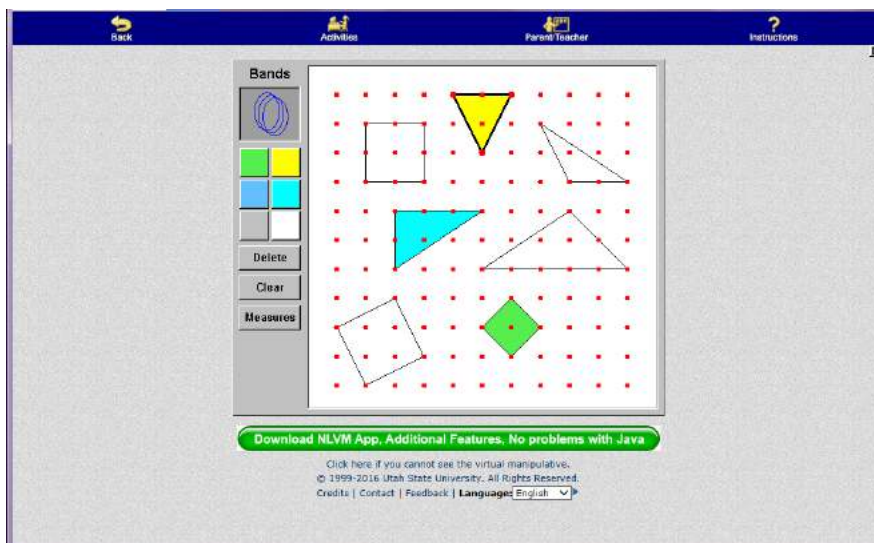 Back
Activities
Parent/Teacher
Instructions
Bands
Delete
Clear
Measures
Download NLVM App, Additional Features, No problems with Java
Click here if you cannot see the virtual manipulative.
© 1999-2016 Utah State University. All Rights Reserved.
Credits | Contact | Feedback | Language: English